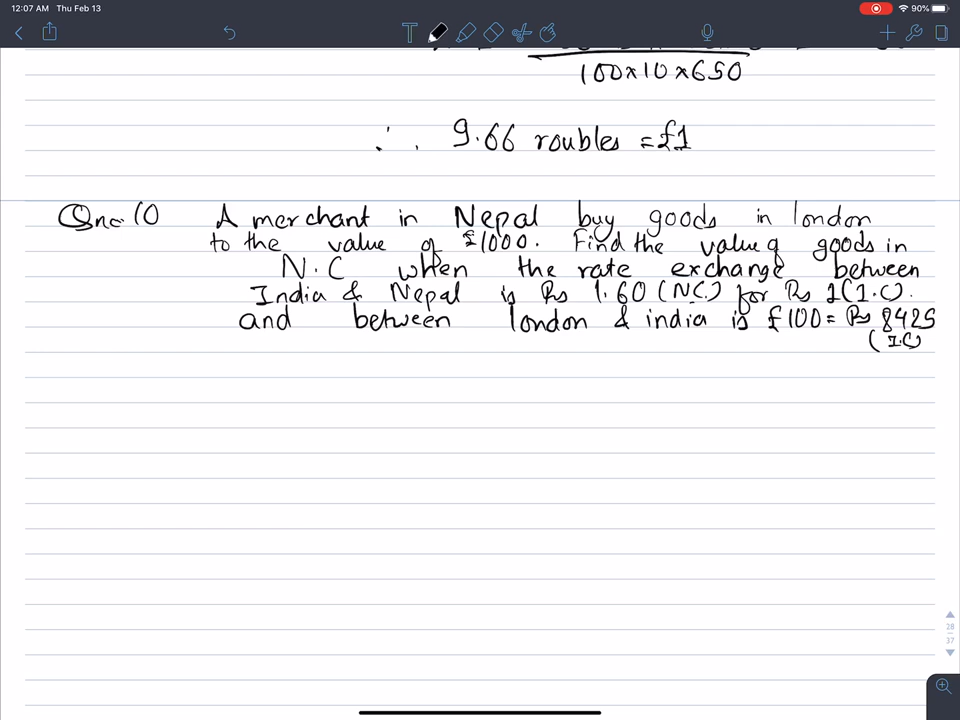 12:07 AM Thu Feb 13
90%
T
100×10×650
∴ 9.66 roubles = £1
Qno 10 A merchant in Nepal buy goods in london
to the value of £1000. Find the value of goods in
N.C when the rate exchange between
India & Nepal is Rs 1.60 (N.C.) for Rs 1(I.C).
and between london & india is £100 = Rs 8425
(I.C)
28
37